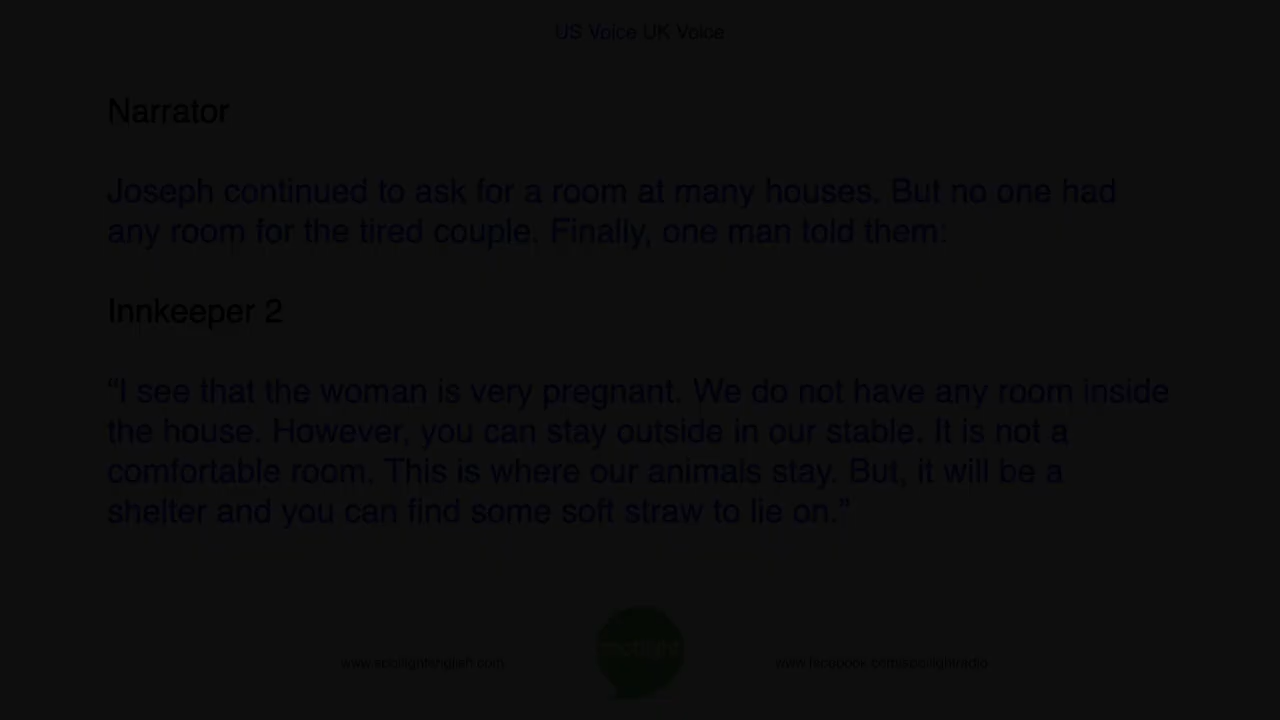 US Voice UK Voice
Narrator
Joseph continued to ask for a room at many houses. But no one had
any room for the tired couple. Finally, one man told them:
Innkeeper 2
“I see that the woman is very pregnant. We do not have any room inside
the house. However, you can stay outside in our stable. It is not a
comfortable room. This is where our animals stay. But, it will be a
shelter and you can find some soft straw to lie on.”